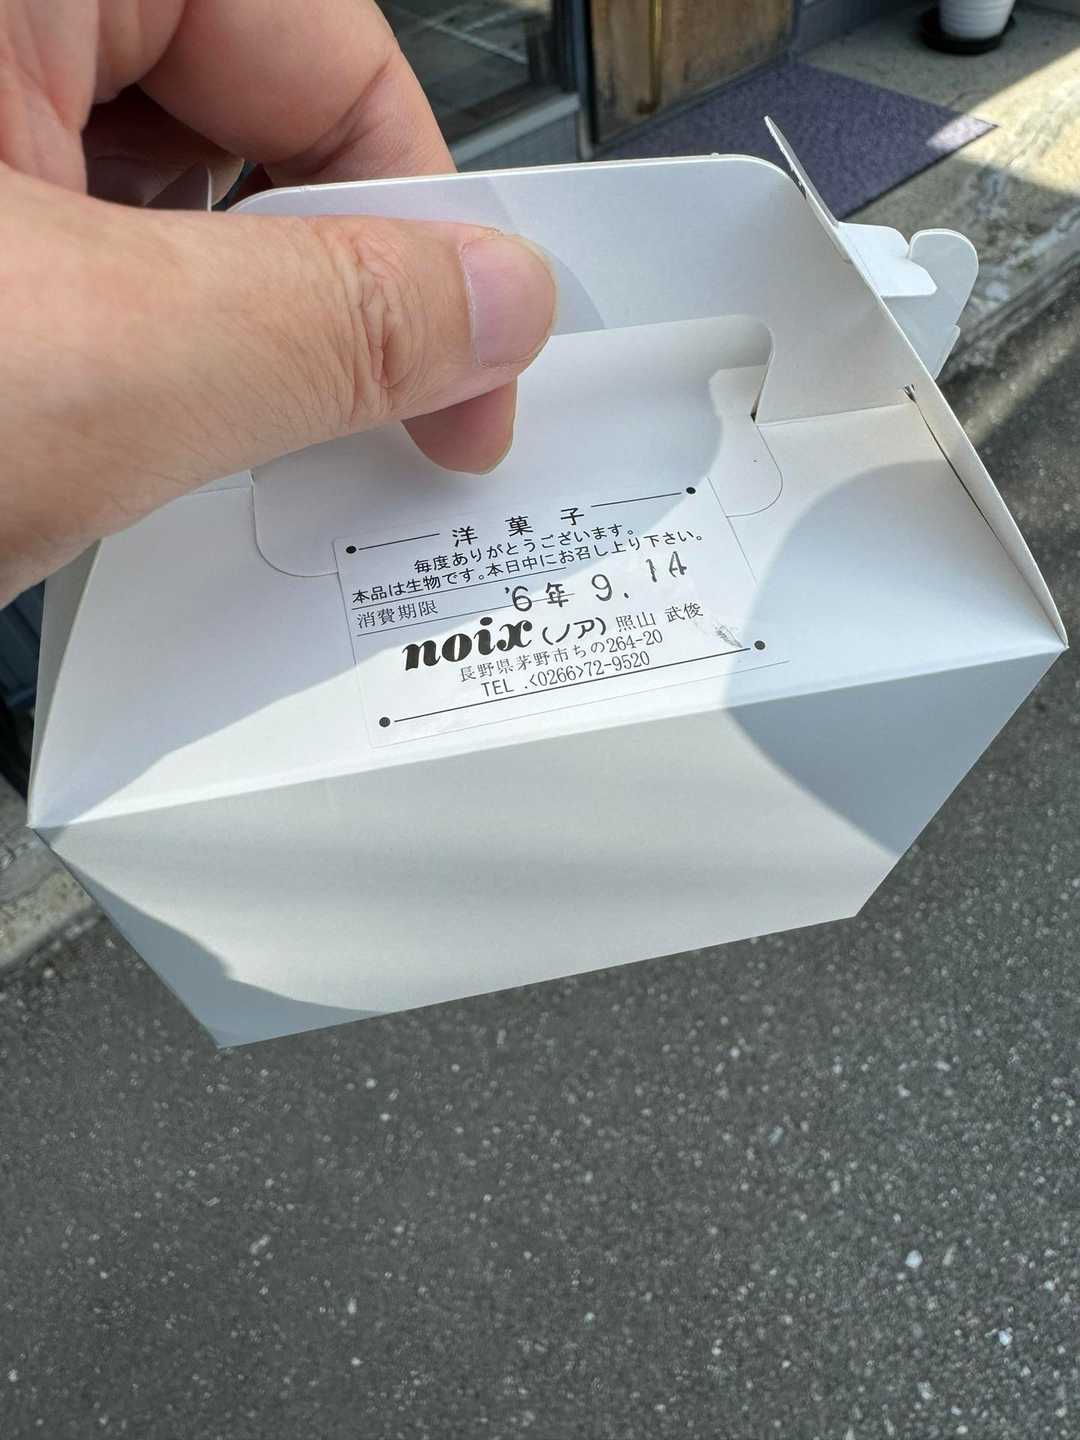 洋菓子
毎度ありがとうございます。
本品は生物です。本日中にお召し上り下さい。
消費期限 '6年 9. 14
noix(ノア)照山 武俊
長野県茅野市ちの264-20
TEL.<0266>72-9520